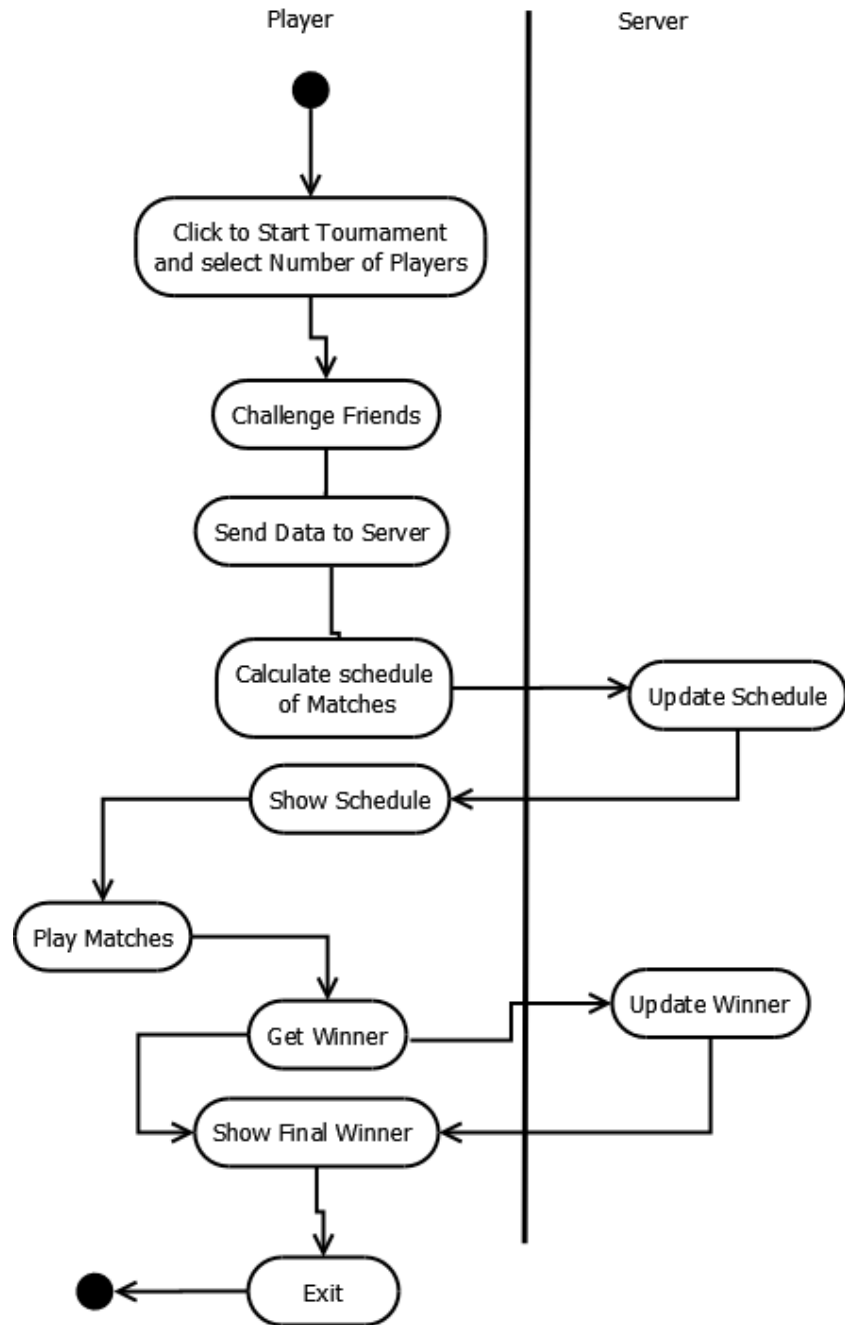 Player
Server
Click to Start Tournament
and select Number of Players
Challenge Friends
Send Data to Server
Calculate schedule
of Matches
Update Schedule
Show Schedule
Play Matches
Get Winner
Update Winner
Show Final Winner
Exit